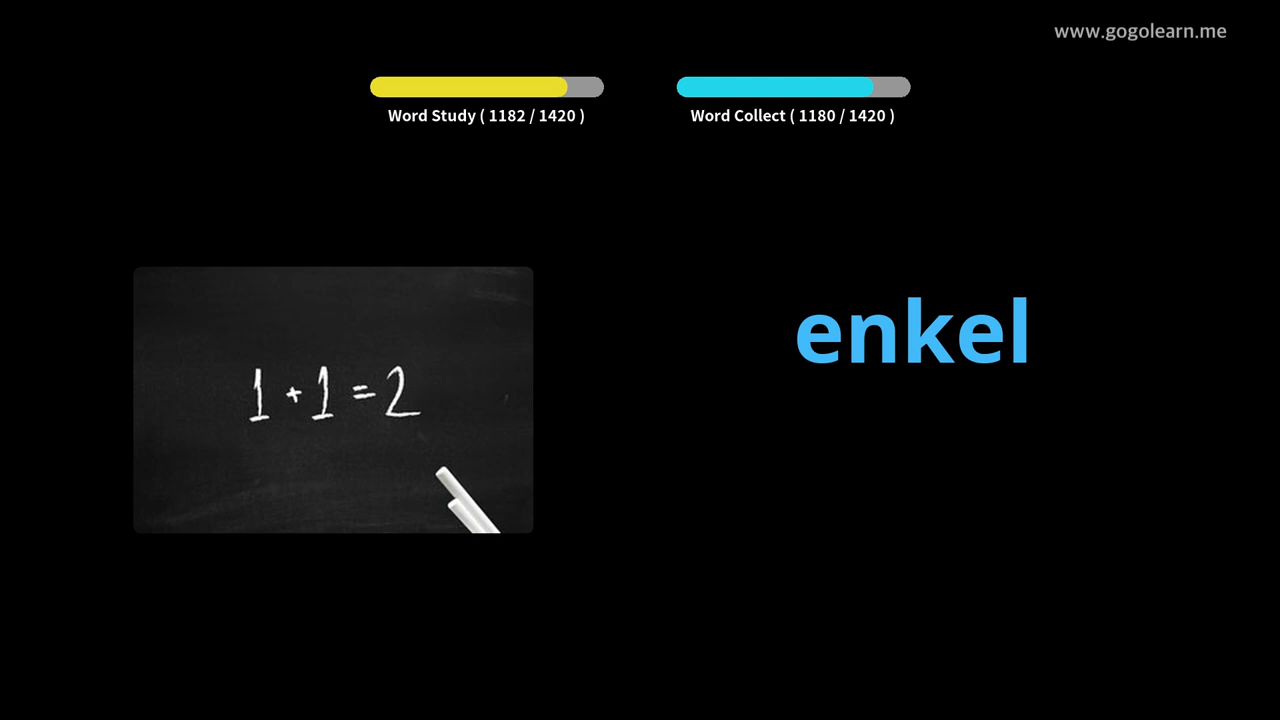 www.gogolearn.me
Word Study ( 1182 / 1420 )
Word Collect ( 1180 / 1420 )
enkel
1 + 1 = 2